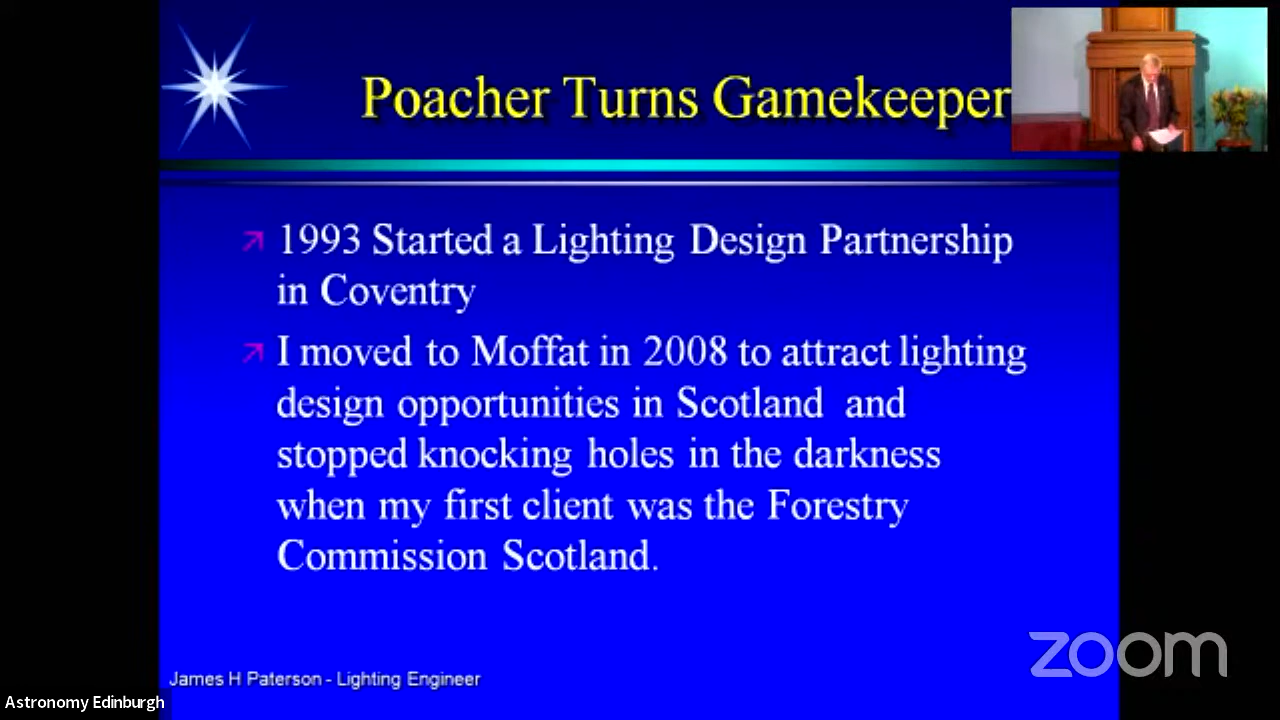 Poacher Turns Gamekeeper
1993 Started a Lighting Design Partnership
in Coventry
I moved to Moffat in 2008 to attract lighting
design opportunities in Scotland and
stopped knocking holes in the darkness
when my first client was the Forestry
Commission Scotland.
zoom
James H Paterson - Lighting Engineer
Astronomy Edinburgh